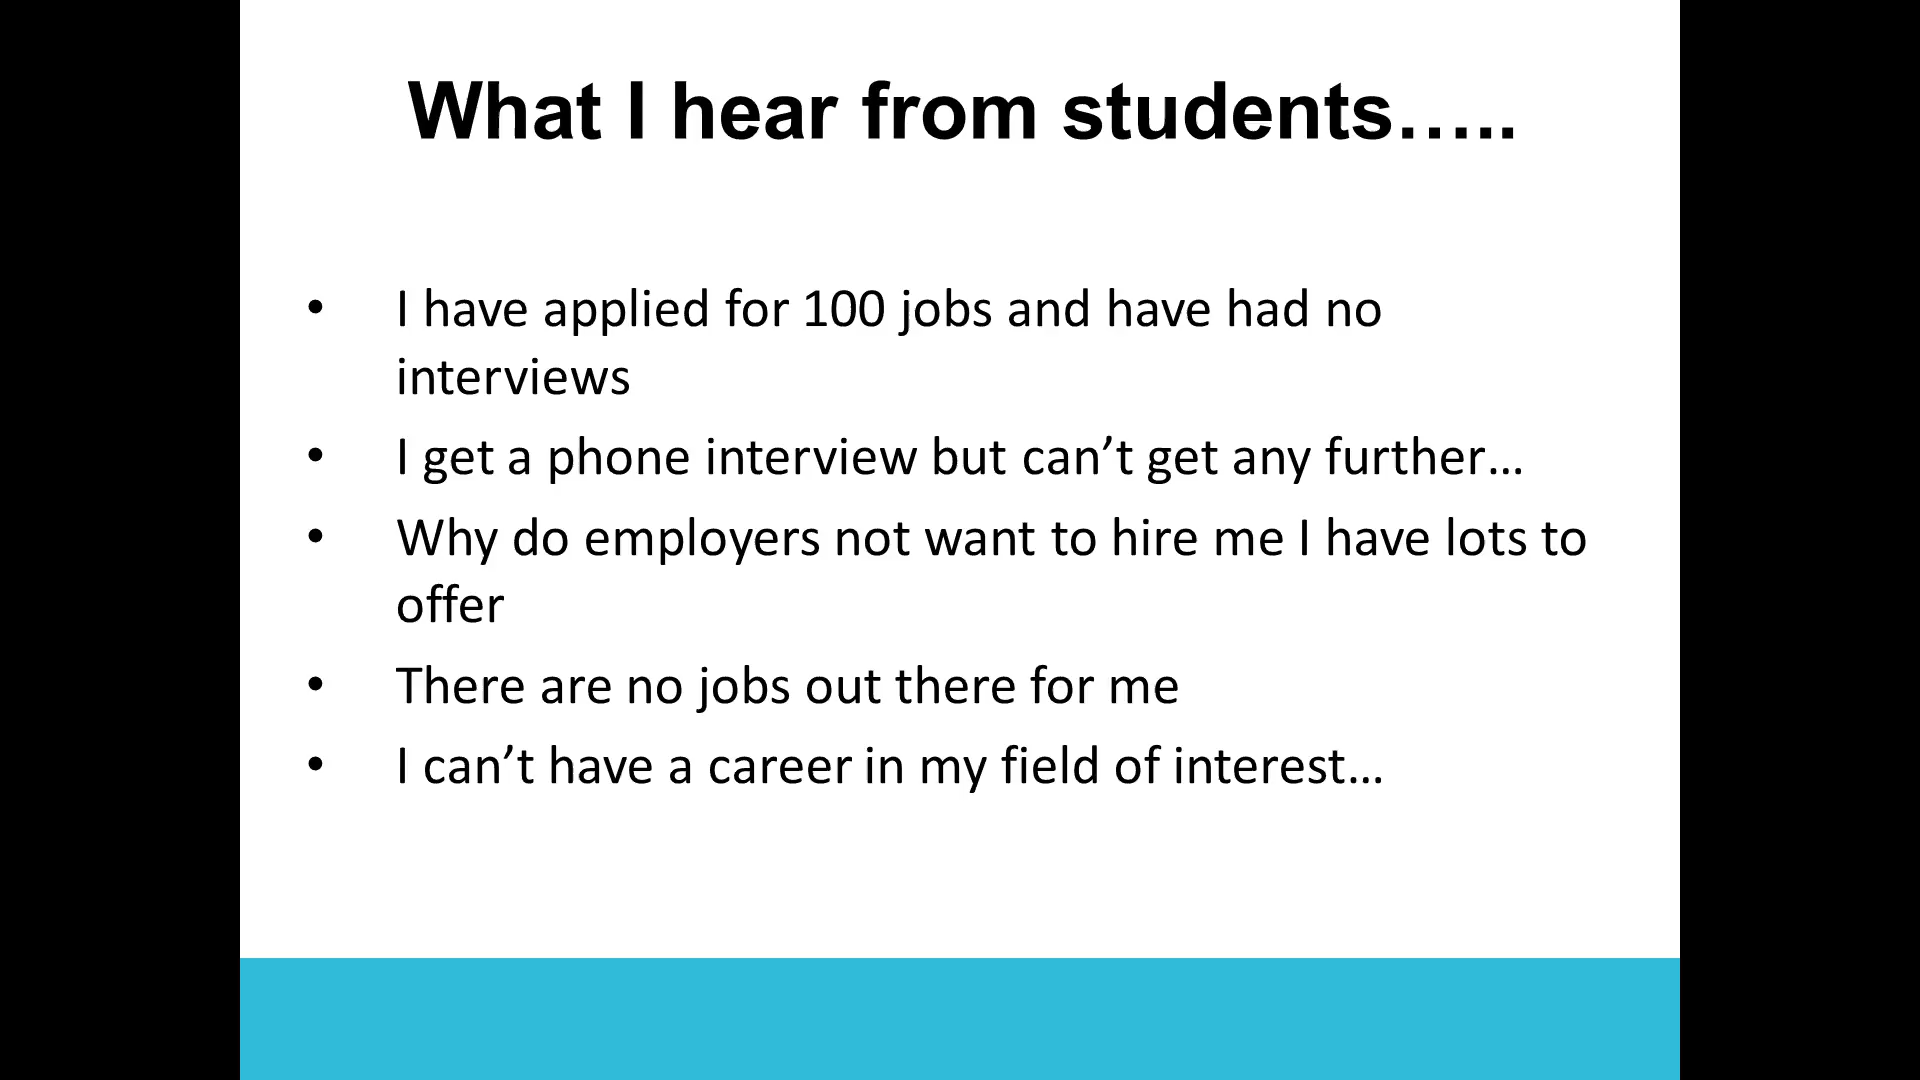 What I hear from students…..
• I have applied for 100 jobs and have had no
interviews
• I get a phone interview but can’t get any further…
• Why do employers not want to hire me I have lots to
offer
• There are no jobs out there for me
• I can’t have a career in my field of interest…